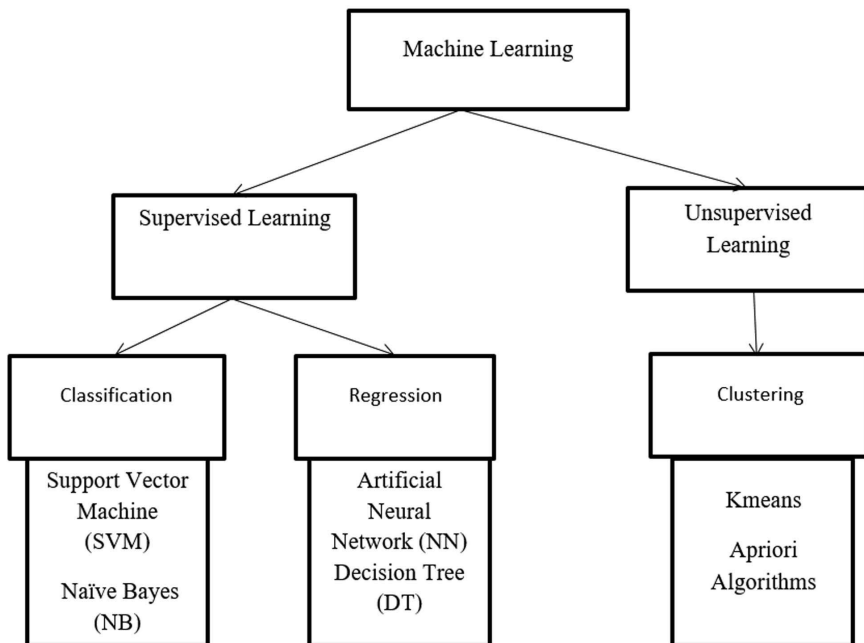 Machine Learning
Supervised Learning
Unsupervised
Learning
Classification
Regression
Clustering
Support Vector
Machine
(SVM)
Naïve Bayes
(NB)
Artificial
Neural
Network (NN)
Decision Tree
(DT)
Kmeans
Apriori
Algorithms